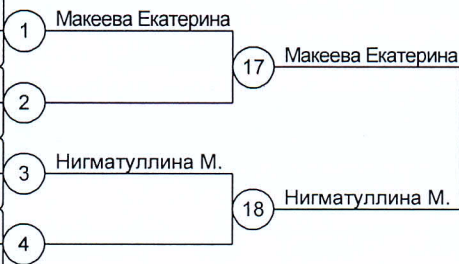 1 Макеева Екатерина
17 Макеева Екатерина
2
3 Нигматуллина М.
18 Нигматуллина М.
4